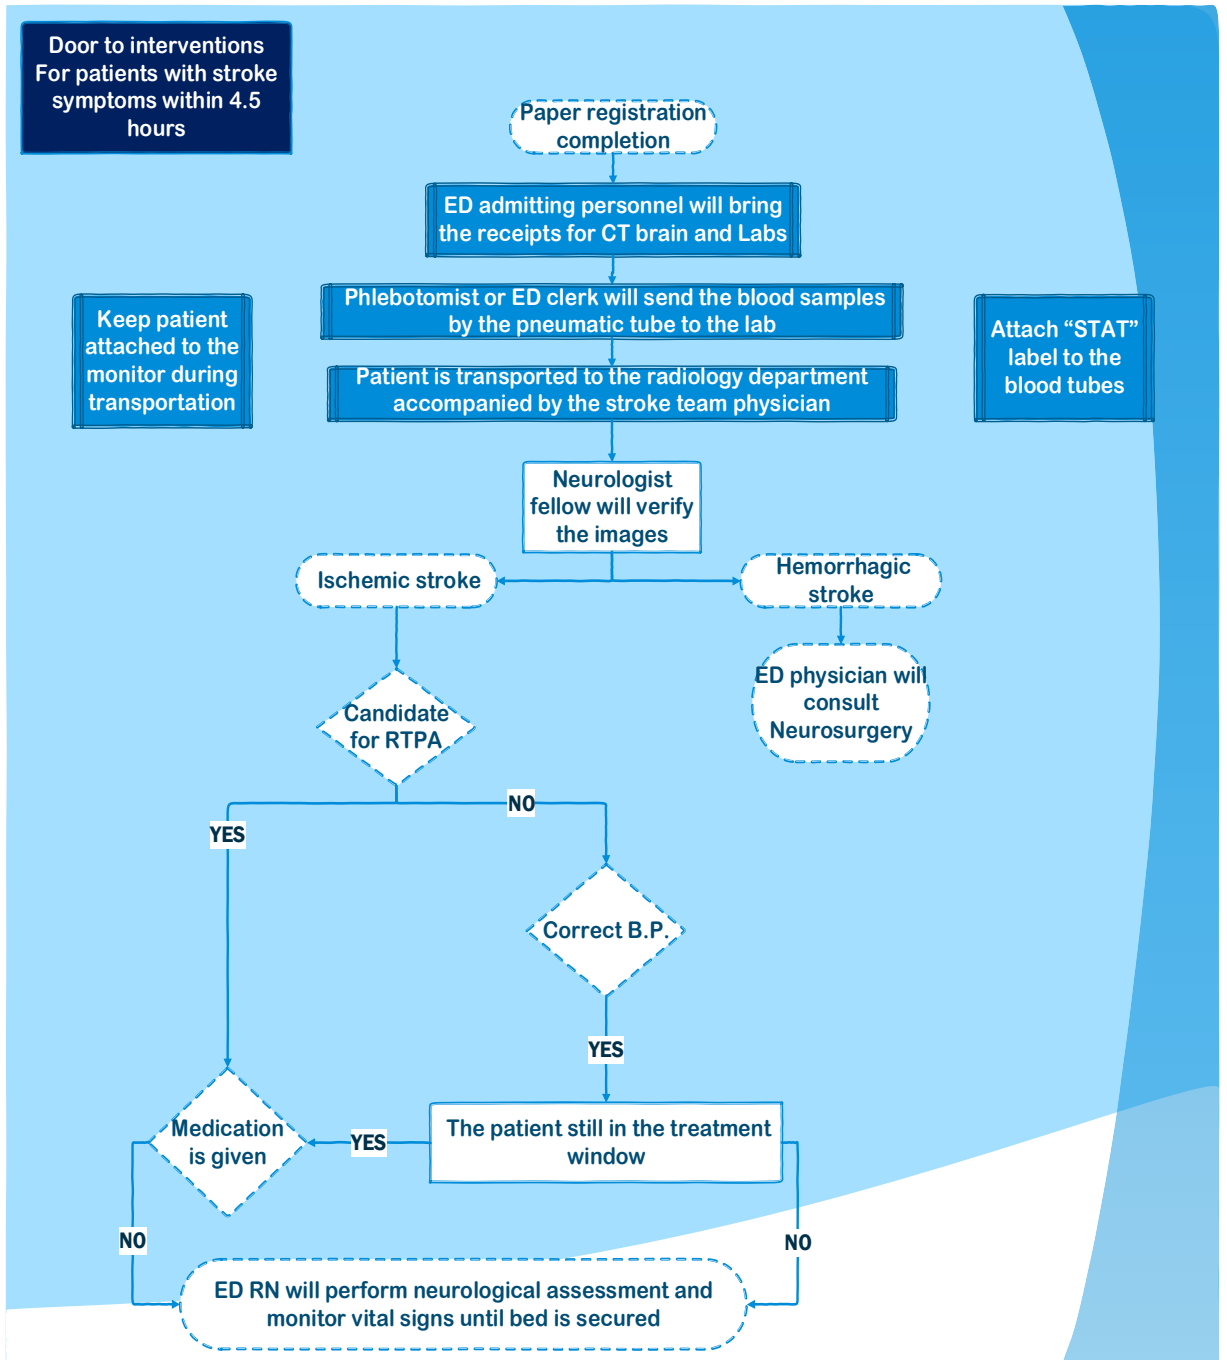 Door to interventions
For patients with stroke
symptoms within 4.5
hours
Paper registration
completion
ED admitting personnel will bring
the receipts for CT brain and Labs
Phlebotomist or ED clerk will send the blood samples
by the pneumatic tube to the lab
Keep patient
attached to the
monitor during
transportation
Attach “STAT”
label to the
blood tubes
Patient is transported to the radiology department
accompanied by the stroke team physician
Neurologist
fellow will verify
the images
Ischemic stroke
Hemorrhagic
stroke
ED physician will
consult
Neurosurgery
Candidate
for RTPA
NO
YES
Correct B.P.
YES
Medication
is given
YES
The patient still in the treatment
window
NO
NO
ED RN will perform neurological assessment and
monitor vital signs until bed is secured